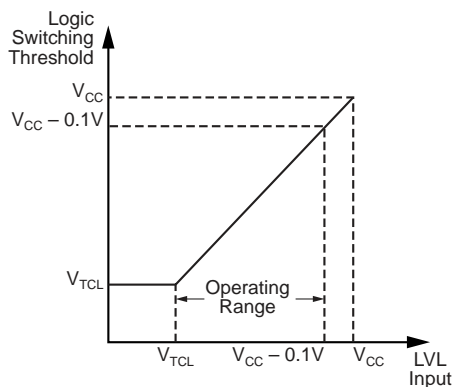 Logic
Switching
Threshold
V_CC
V_CC – 0.1V
V_TCL
Operating
Range
V_TCL
V_CC – 0.1V
V_CC
LVL
Input